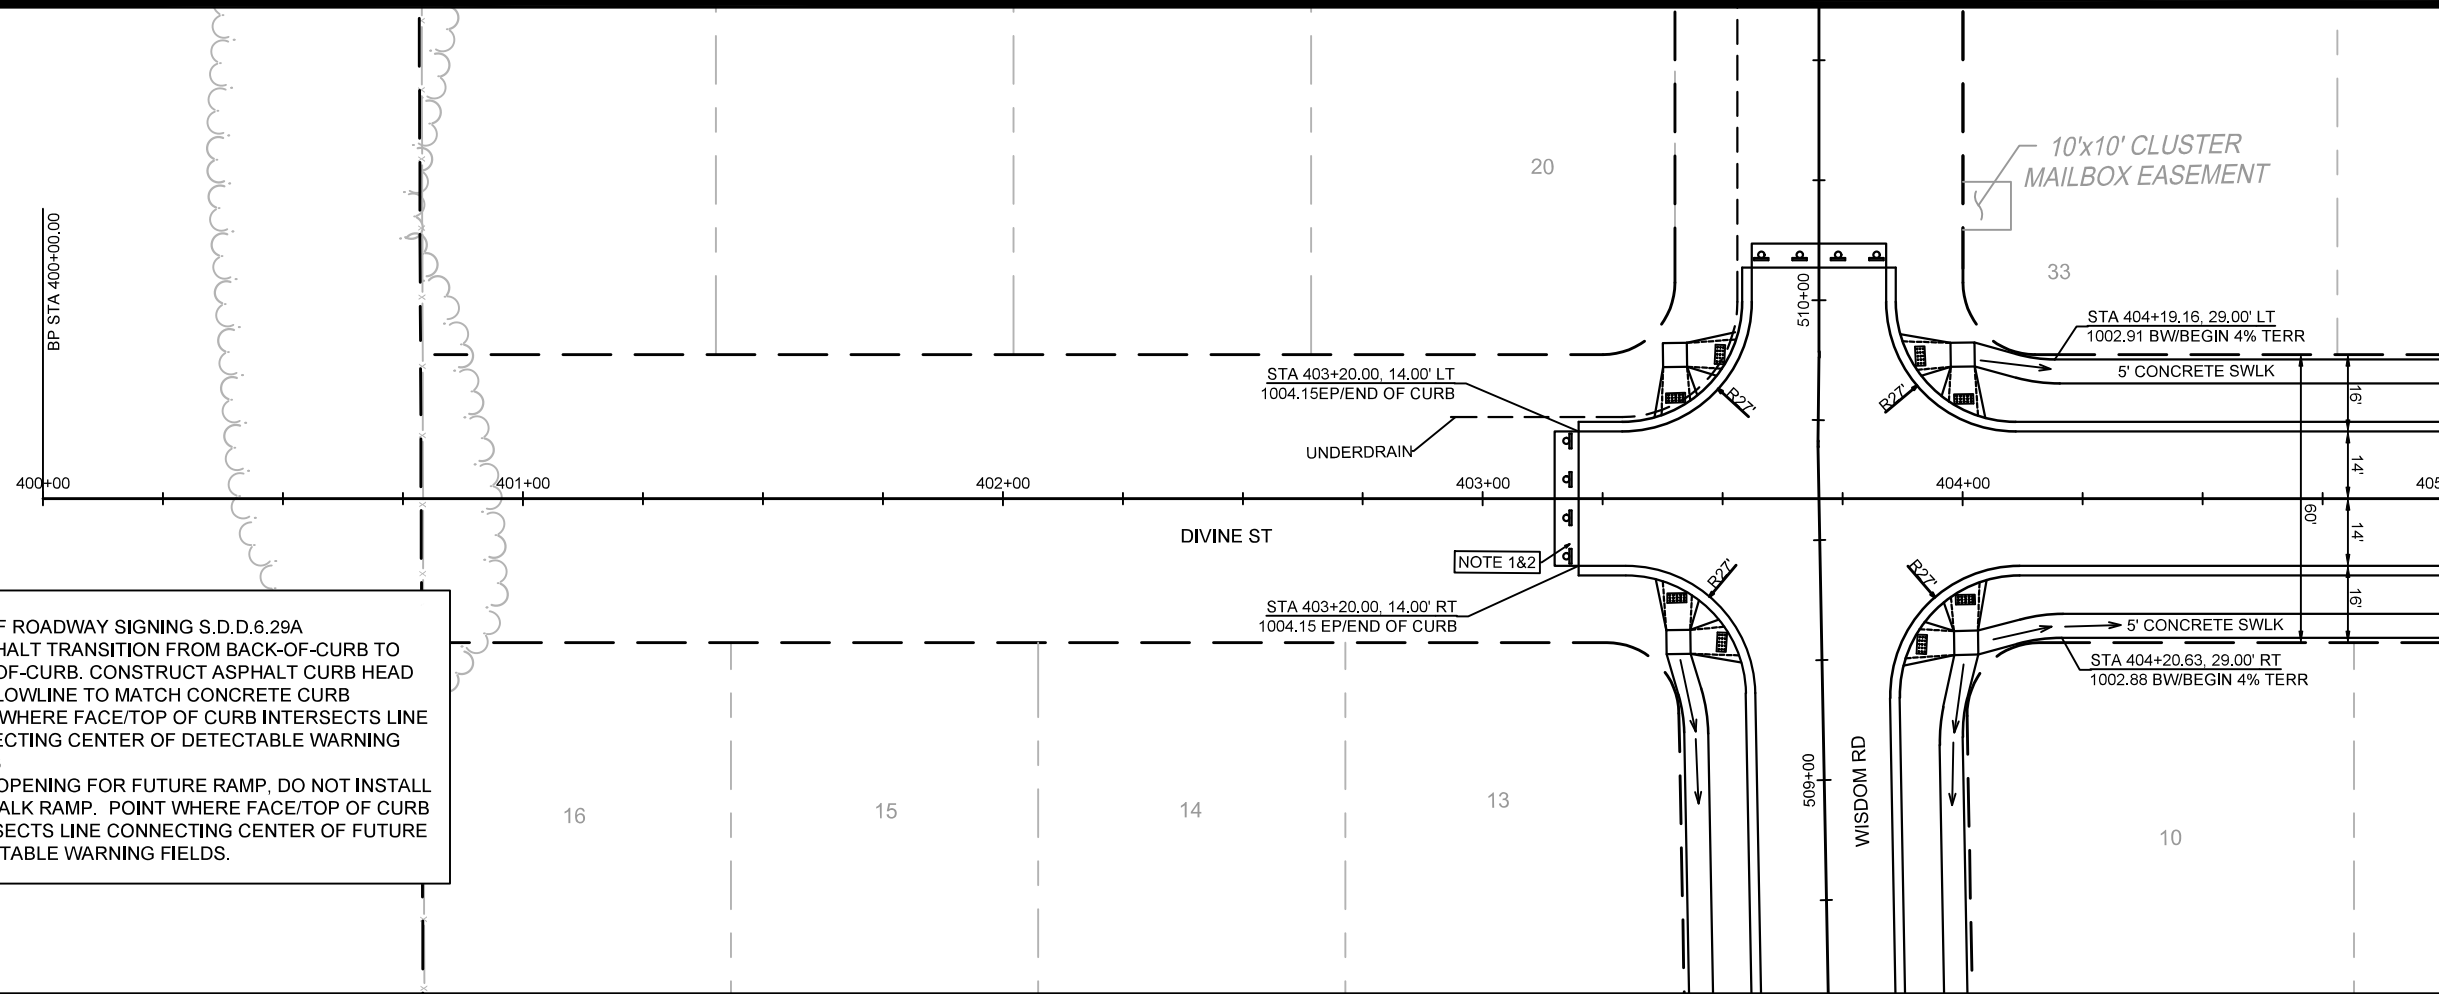 20
10'x10' CLUSTER
MAILBOX EASEMENT
33
BP STA 400+00.00
510+00
STA 404+19.16, 29.00' LT
1002.91 BW/BEGIN 4% TERR
5' CONCRETE SWLK
STA 403+20.00, 14.00' LT
1004.15EP/END OF CURB
R27'
R27'
16'
UNDERDRAIN
14'
400+00
401+00
402+00
403+00
404+00
405
DIVINE ST
60'
14'
NOTE 1&2
R27'
R27'
16'
STA 403+20.00, 14.00' RT
1004.15 EP/END OF CURB
5' CONCRETE SWLK
STA 404+20.63, 29.00' RT
1002.88 BW/BEGIN 4% TERR
F ROADWAY SIGNING S.D.D.6.29A
HALT TRANSITION FROM BACK-OF-CURB TO
OF-CURB. CONSTRUCT ASPHALT CURB HEAD
LOWLINE TO MATCH CONCRETE CURB
WHERE FACE/TOP OF CURB INTERSECTS LINE
ECTING CENTER OF DETECTABLE WARNING
OPENING FOR FUTURE RAMP, DO NOT INSTALL
ALK RAMP. POINT WHERE FACE/TOP OF CURB
SECTS LINE CONNECTING CENTER OF FUTURE
TABLE WARNING FIELDS.
16
15
14
13
509+00
WISDOM RD
10